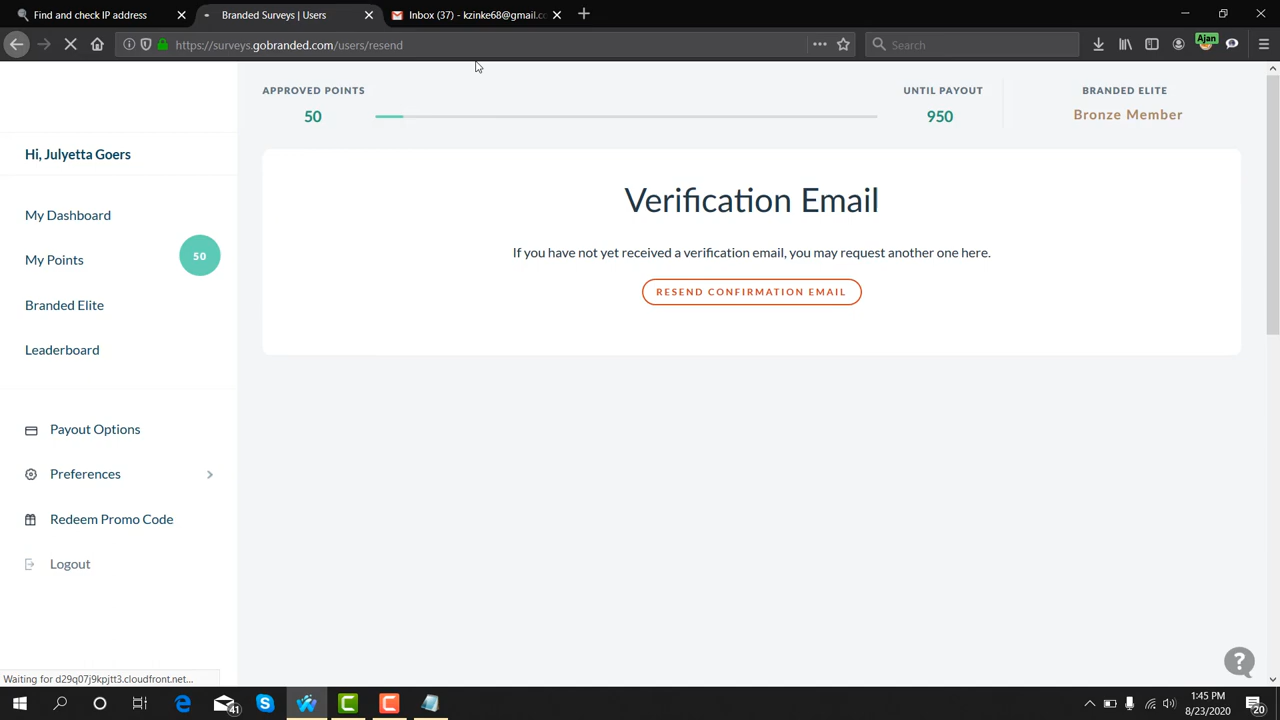 Find and check IP address
Branded Surveys | Users
Inbox (37) - kzinke68@gmail.c
https://surveys.gobranded.com/users/resend
Search
Ajan
APPROVED POINTS
50
UNTIL PAYOUT
950
BRANDED ELITE
Bronze Member
Hi, Julyetta Goers
My Dashboard
My Points
50
Branded Elite
Leaderboard
Payout Options
Preferences
Redeem Promo Code
Logout
Verification Email
If you have not yet received a verification email, you may request another one here.
RESEND CONFIRMATION EMAIL
Waiting for d29q07j9kpjtt3.cloudfront.net...
41
1:45 PM
8/23/2020
20